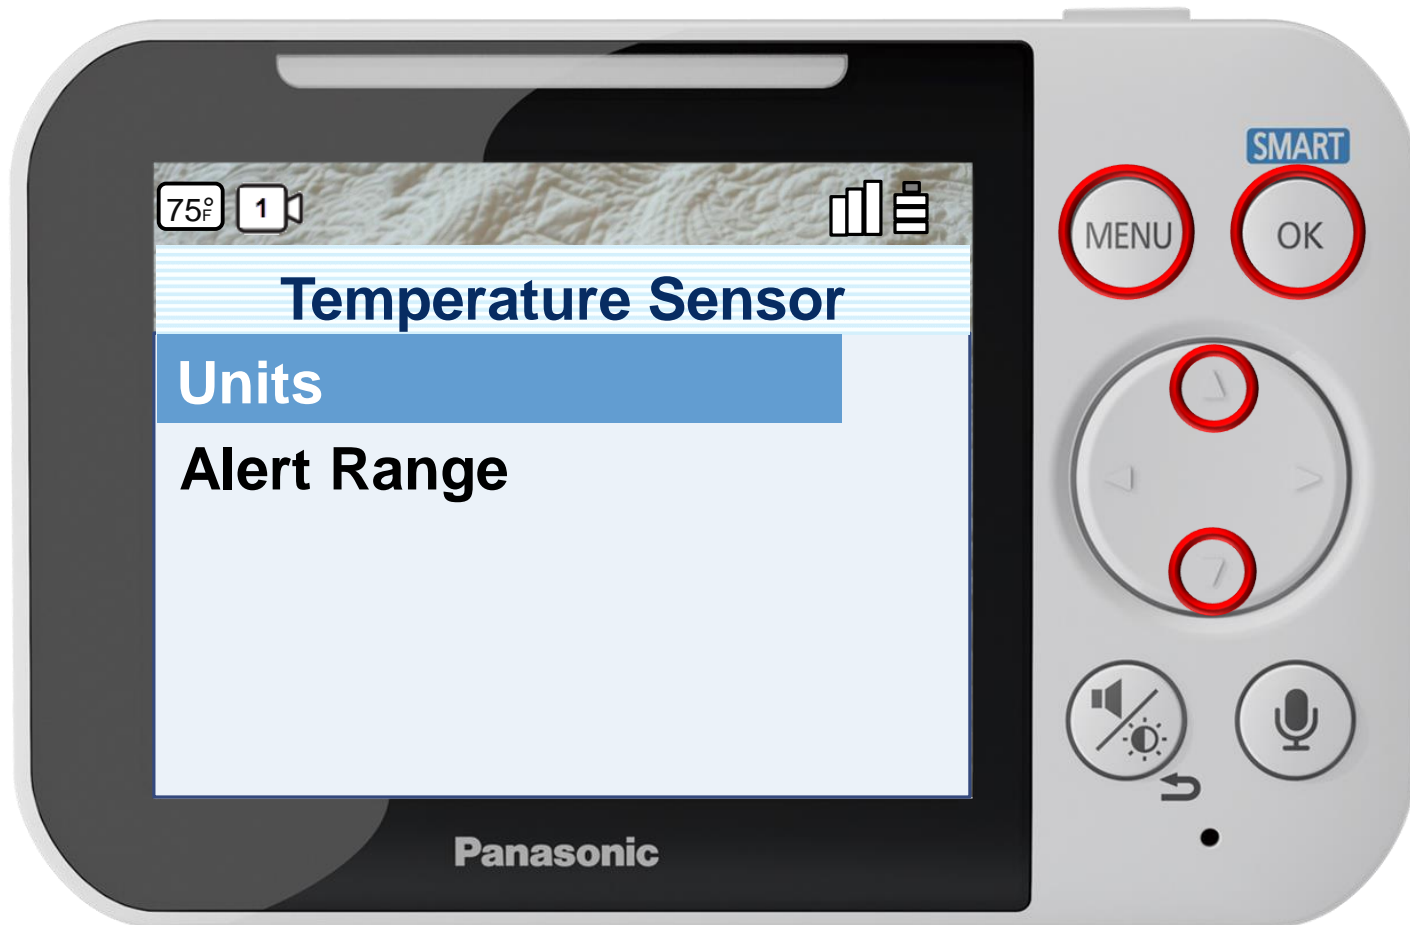 SMART
75°F 1
MENU OK
Temperature Sensor
Units
Alert Range
Panasonic